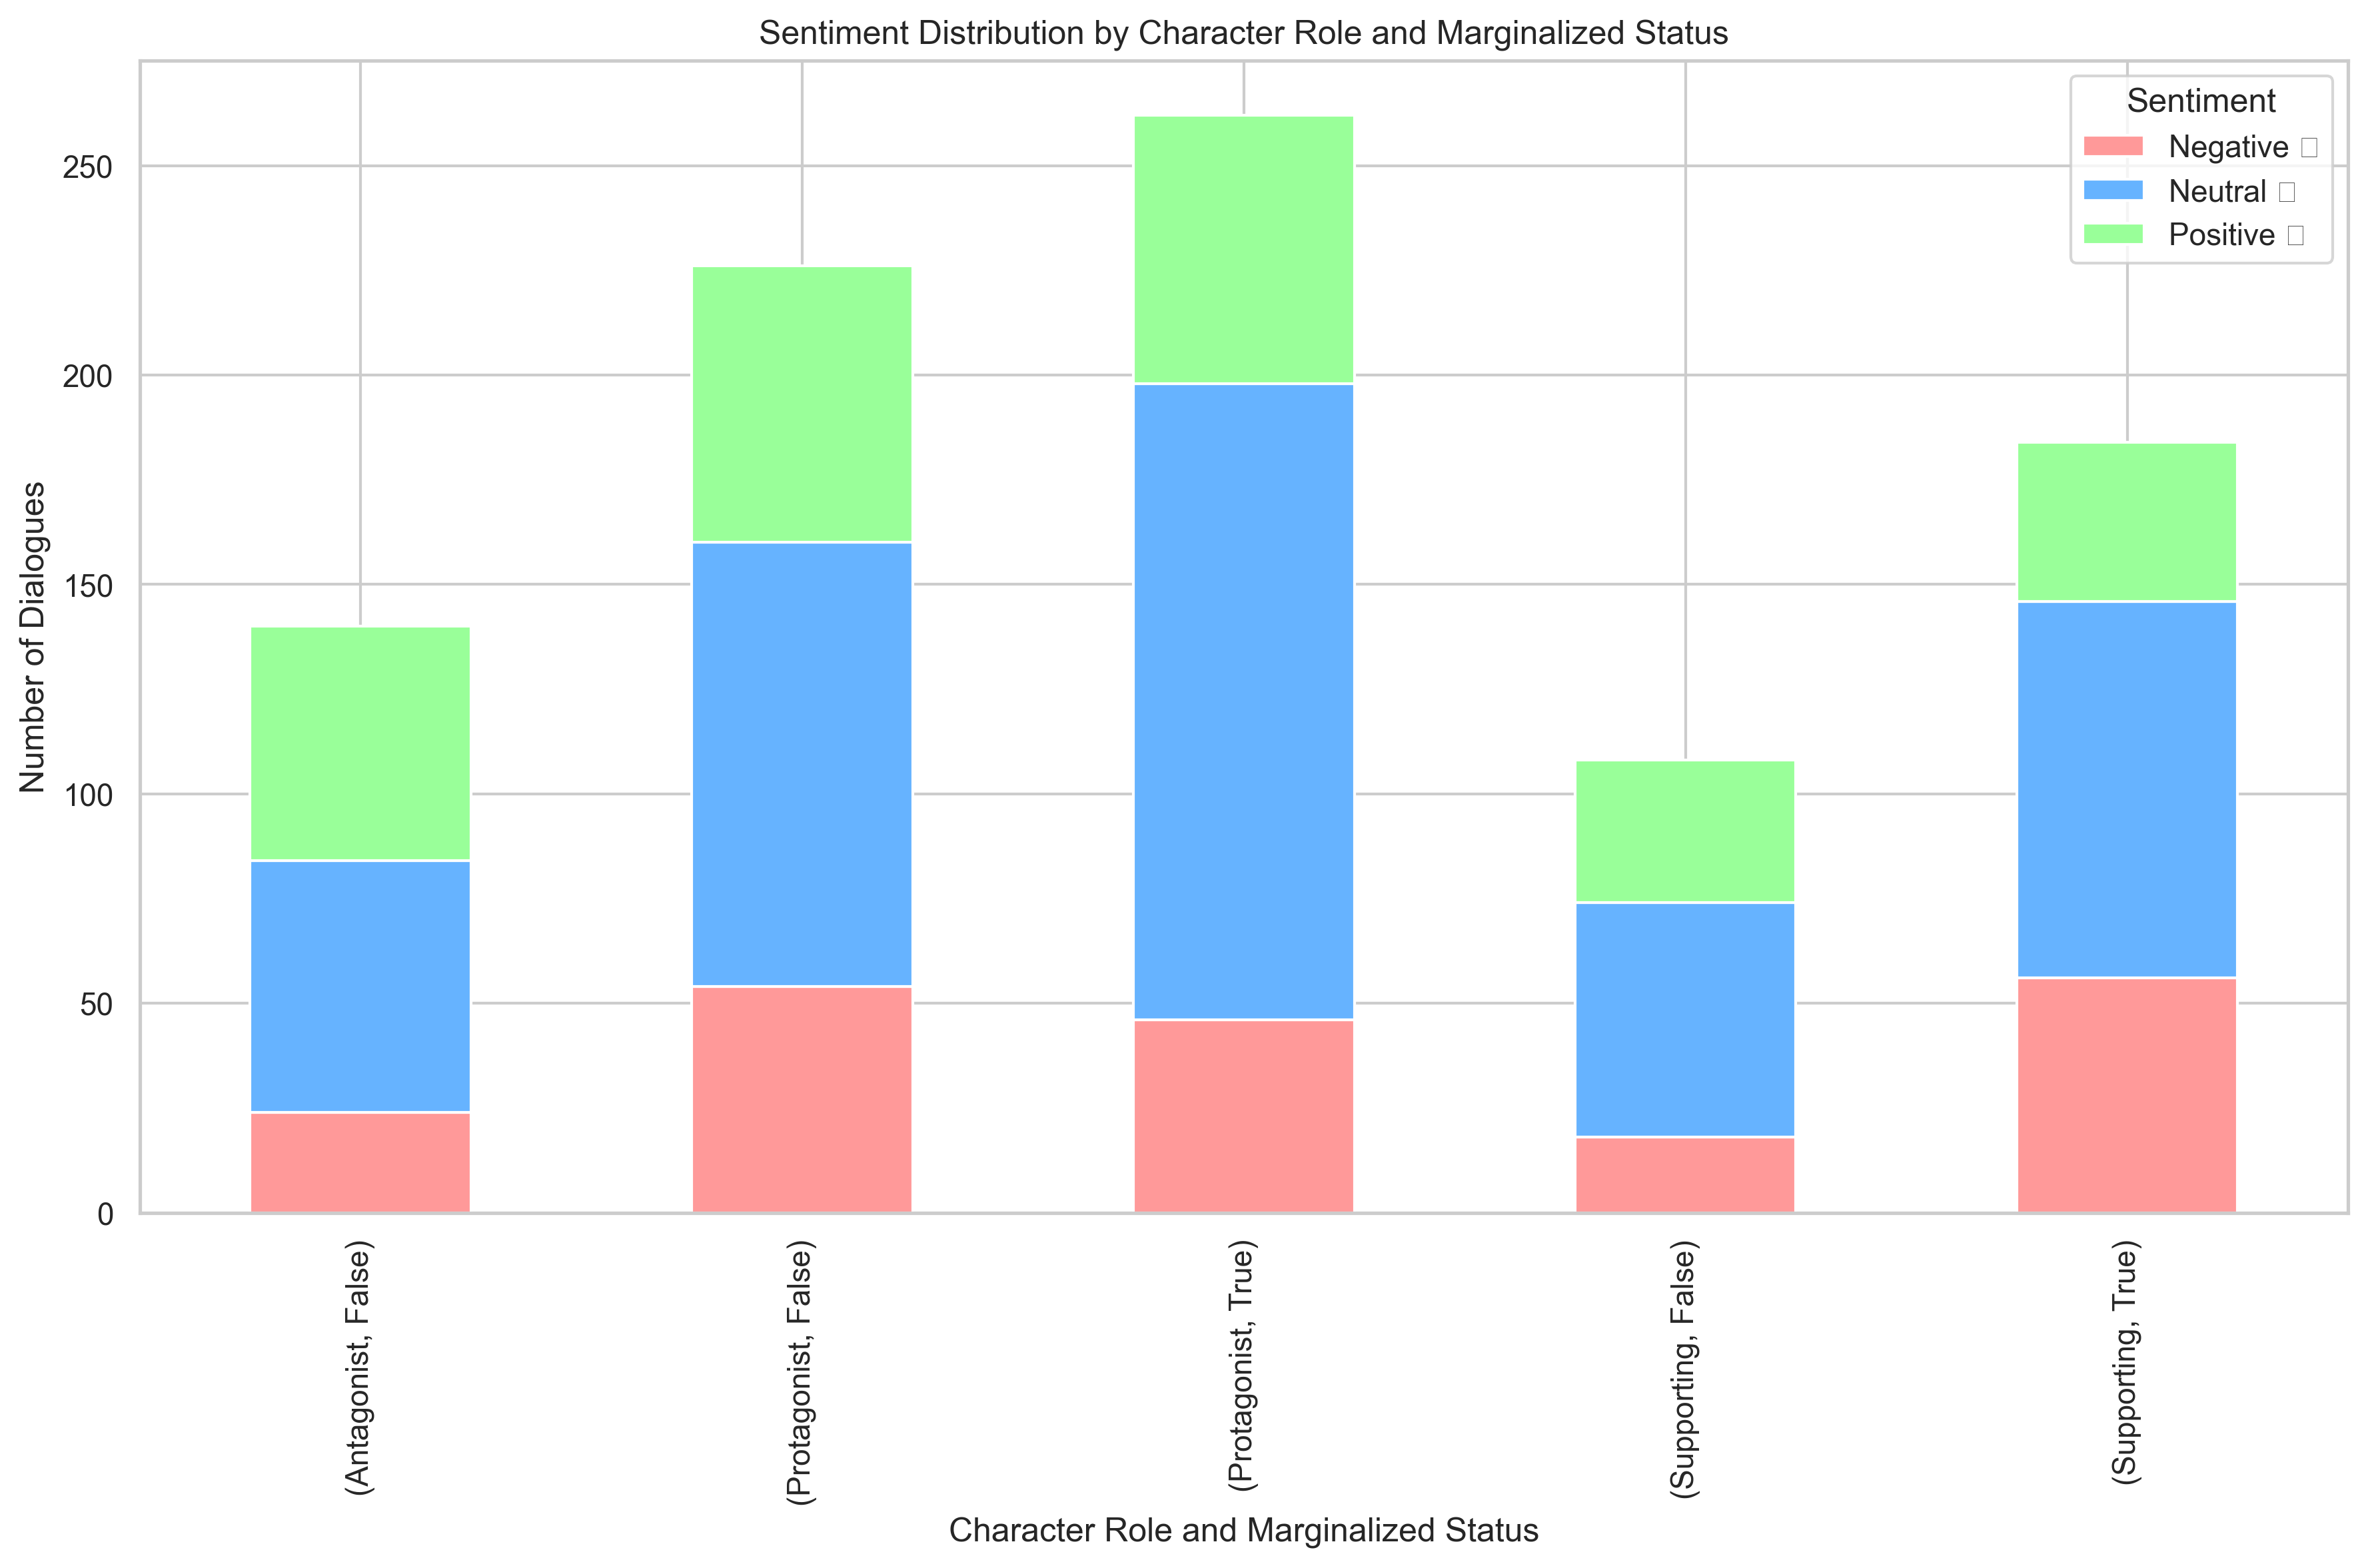 Sentiment Distribution by Character Role and Marginalized Status
Sentiment
Negative
Neutral
Positive
250
200
150
100
50
0
Number of Dialogues
(Antagonist, False)
(Protagonist, False)
(Protagonist, True)
(Supporting, False)
(Supporting, True)
Character Role and Marginalized Status